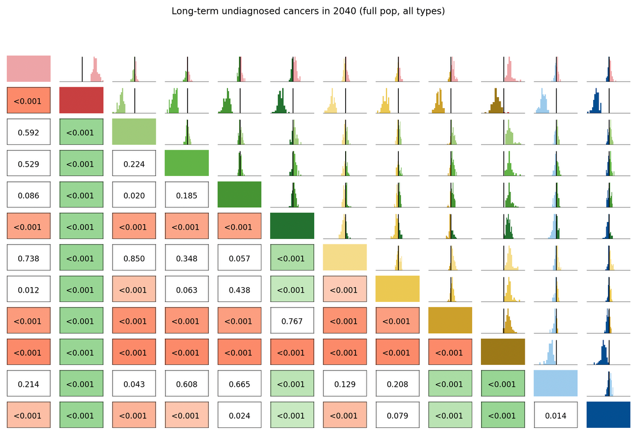 Long-term undiagnosed cancers in 2040 (full pop, all types)
<0.001
0.592 <0.001
0.529 <0.001 0.224
0.086 <0.001 0.020 0.185
<0.001 <0.001 <0.001 <0.001 <0.001
0.738 <0.001 0.850 0.348 0.057 <0.001
0.012 <0.001 <0.001 0.063 0.438 <0.001 <0.001
<0.001 <0.001 <0.001 <0.001 <0.001 0.767 <0.001 <0.001
<0.001 <0.001 <0.001 <0.001 <0.001 <0.001 <0.001 <0.001 <0.001
0.214 <0.001 0.043 0.608 0.665 <0.001 0.129 0.208 <0.001 <0.001
<0.001 <0.001 <0.001 <0.001 0.024 <0.001 <0.001 0.079 <0.001 <0.001 0.014